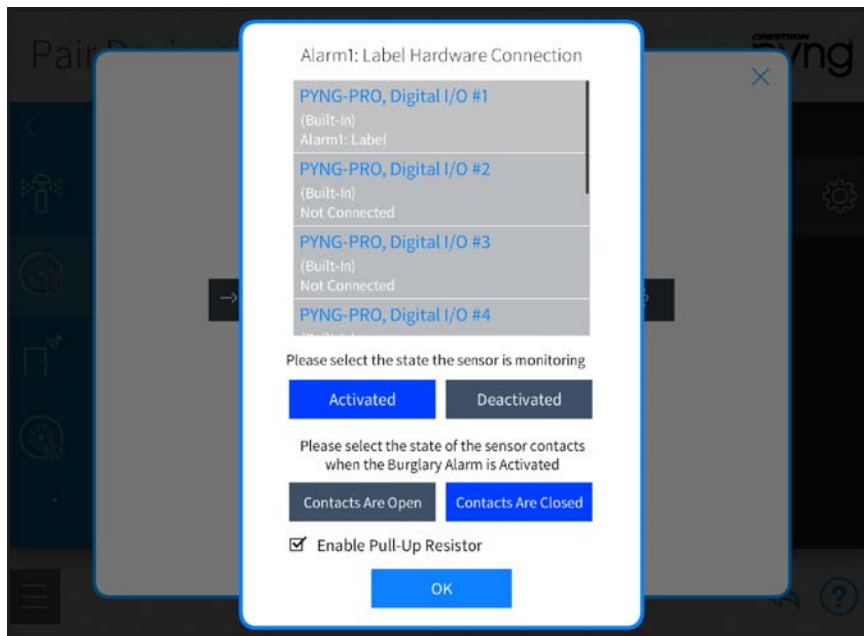 Pair
CRESTRON
pyng
Alarm1: Label Hardware Connection
PYNG-PRO, Digital I/O #1
(Built-In)
Alarm1: Label
PYNG-PRO, Digital I/O #2
(Built-In)
Not Connected
PYNG-PRO, Digital I/O #3
(Built-In)
Not Connected
PYNG-PRO, Digital I/O #4
Please select the state the sensor is monitoring
Activated Deactivated
Please select the state of the sensor contacts
when the Burglary Alarm is Activated
Contacts Are Open Contacts Are Closed
Enable Pull-Up Resistor
OK
?